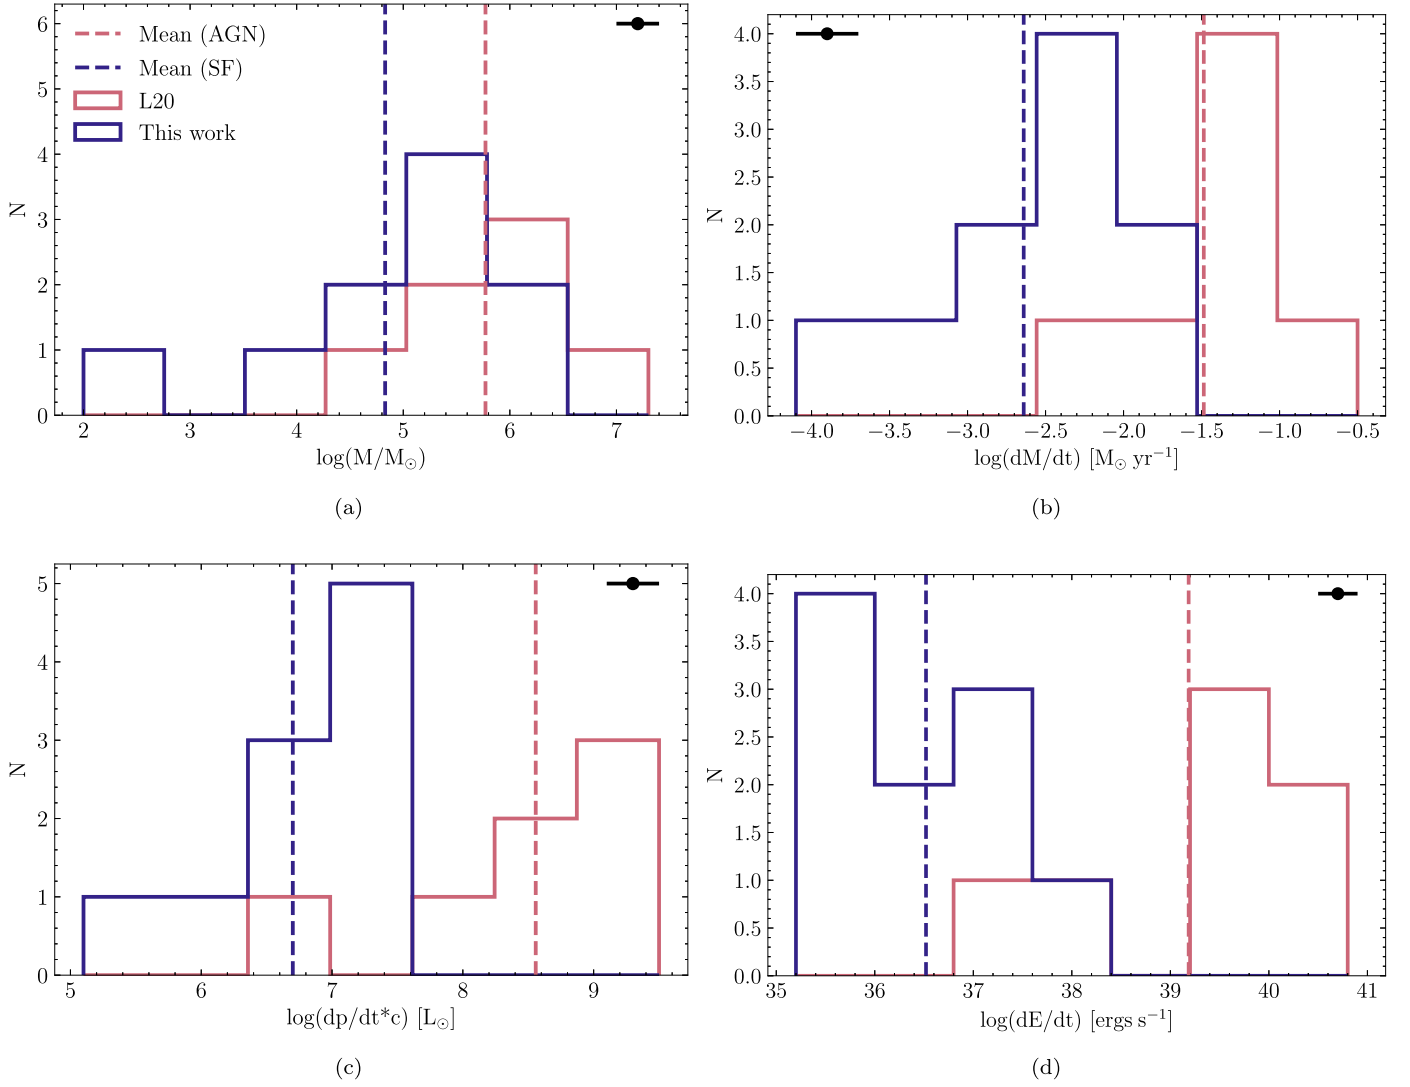 6
5
4
3
2
1
0
N
Mean (AGN)
Mean (SF)
L20
This work
2 3 4 5 6 7
log(M/M⊙)
(a)
4.0
3.5
3.0
2.5
2.0
1.5
1.0
0.5
0.0
N
−4.0 −3.5 −3.0 −2.5 −2.0 −1.5 −1.0 −0.5
log(dM/dt) [M⊙ yr⁻¹]
(b)
5
4
3
2
1
0
N
5 6 7 8 9
log(dp/dt*c) [L⊙]
(c)
4.0
3.5
3.0
2.5
2.0
1.5
1.0
0.5
0.0
N
35 36 37 38 39 40 41
log(dE/dt) [ergs s⁻¹]
(d)